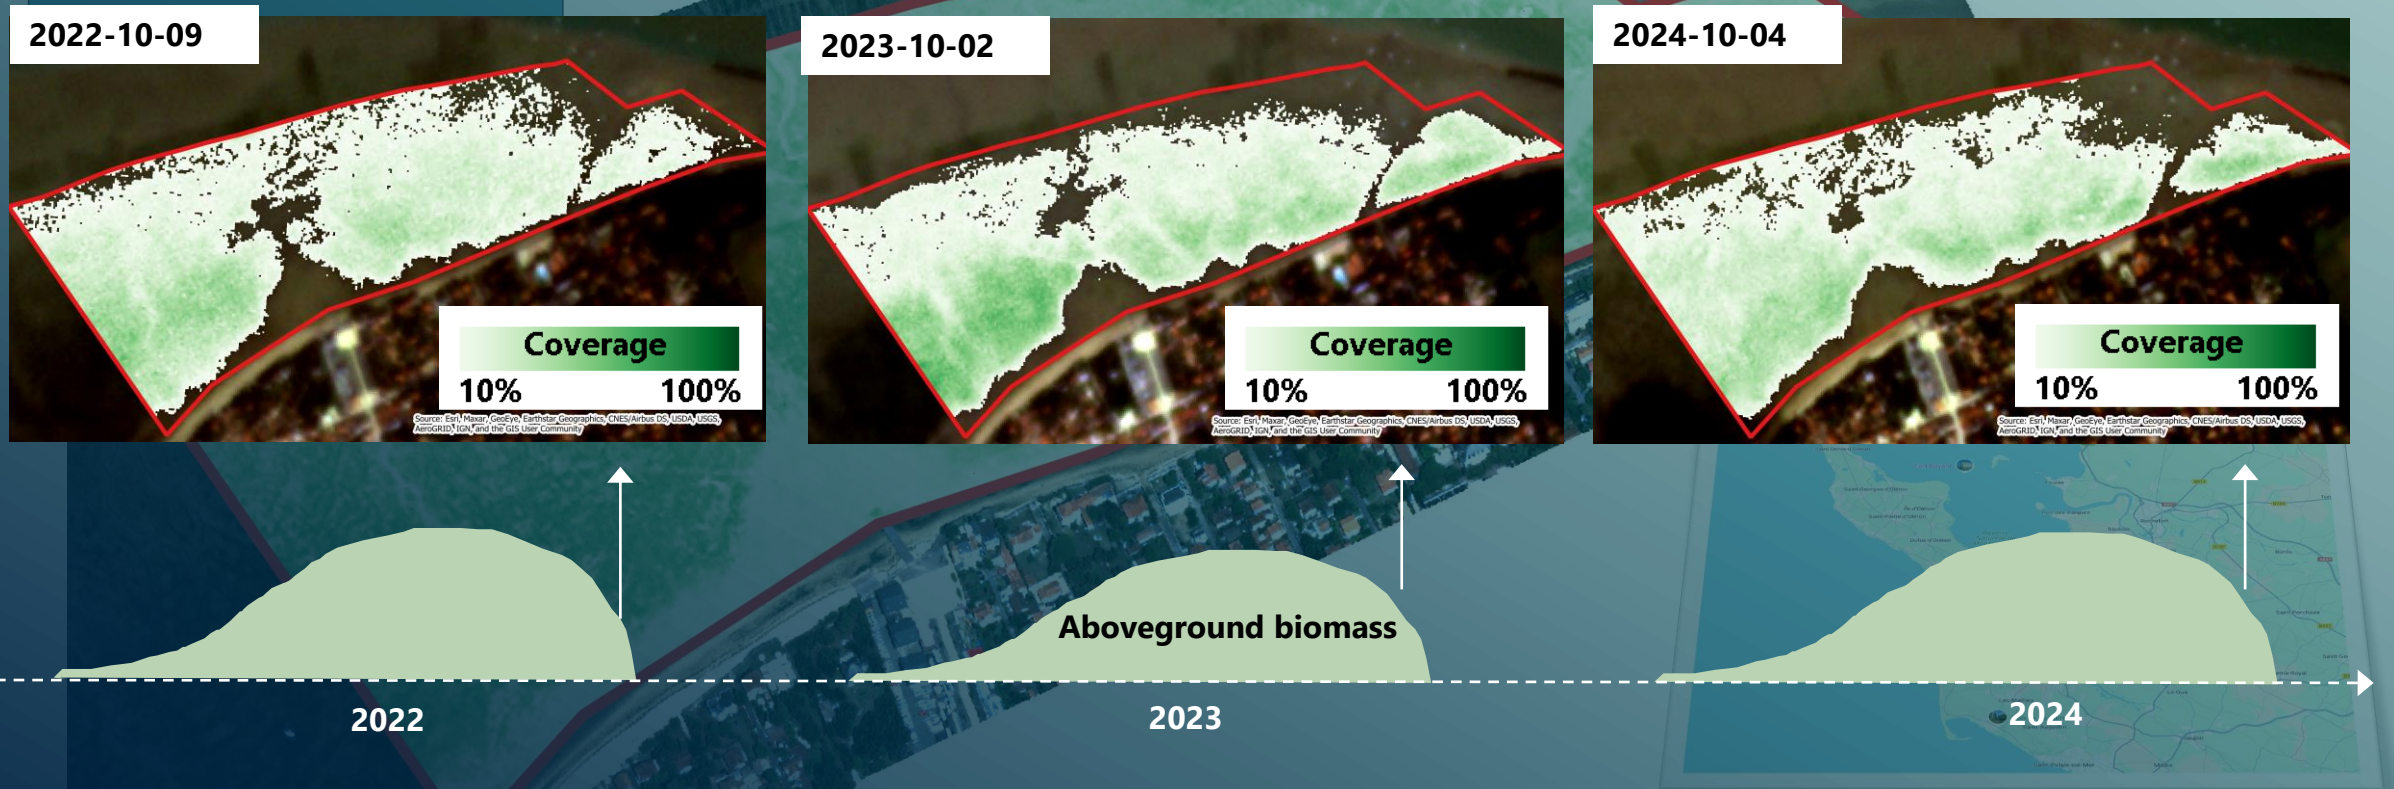 2022-10-09
2023-10-02
2024-10-04
Coverage
10% 100%
Source: Esri, Maxar, GeoEye, Earthstar Geographics, CNES/Airbus DS, USDA, USGS,
AeroGRID, IGN, and the GIS User Community
Coverage
10% 100%
Source: Esri, Maxar, GeoEye, Earthstar Geographics, CNES/Airbus DS, USDA, USGS,
AeroGRID, IGN, and the GIS User Community
Coverage
10% 100%
Source: Esri, Maxar, GeoEye, Earthstar Geographics, CNES/Airbus DS, USDA, USGS,
AeroGRID, IGN, and the GIS User Community
Aboveground biomass
2022
2023
2024